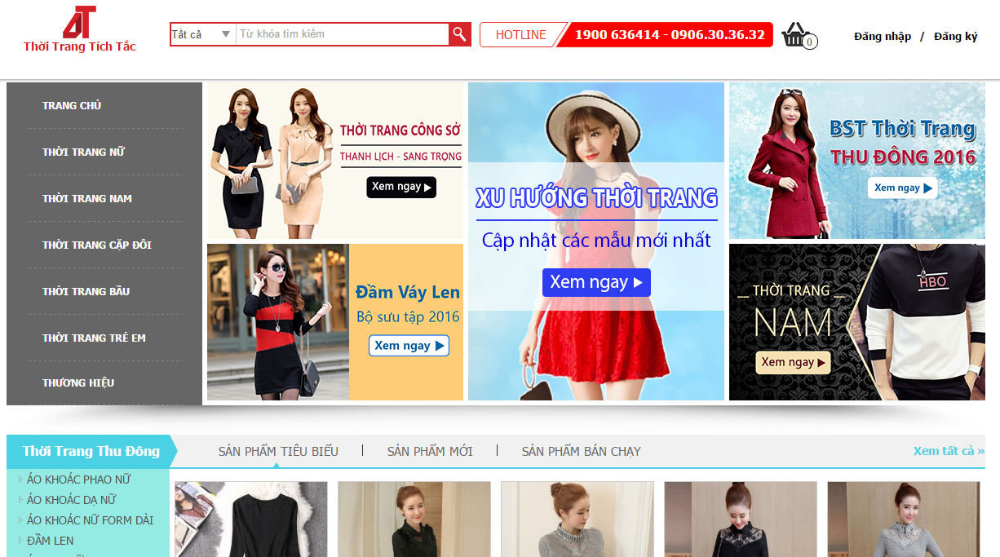 Thời Trang Tích Tắc
Tất cả
Từ khóa tìm kiếm
HOTLINE
1900 636414 - 0906.30.36.32
0
Đăng nhập / Đăng ký
TRANG CHỦ
THỜI TRANG NỮ
THỜI TRANG NAM
THỜI TRANG CẶP ĐÔI
THỜI TRANG BẦU
THỜI TRANG TRẺ EM
THƯƠNG HIỆU
THỜI TRANG CÔNG SỞ
THANH LỊCH - SANG TRỌNG
Xem ngay
Đầm Váy Len
Bộ sưu tập 2016
Xem ngay
XU HƯỚNG THỜI TRANG
Cập nhật các mẫu mới nhất
Xem ngay
BST Thời Trang
THU ĐÔNG 2016
Xem ngay
THỜI TRANG
NAM
Xem ngay
HBO
Thời Trang Thu Đông
SẢN PHẨM TIÊU BIỂU
SẢN PHẨM MỚI
SẢN PHẨM BÁN CHẠY
Xem tất cả »
ÁO KHOÁC PHAO NỮ
ÁO KHOÁC DẠ NỮ
ÁO KHOÁC NỮ FORM DÀI
ĐẦM LEN